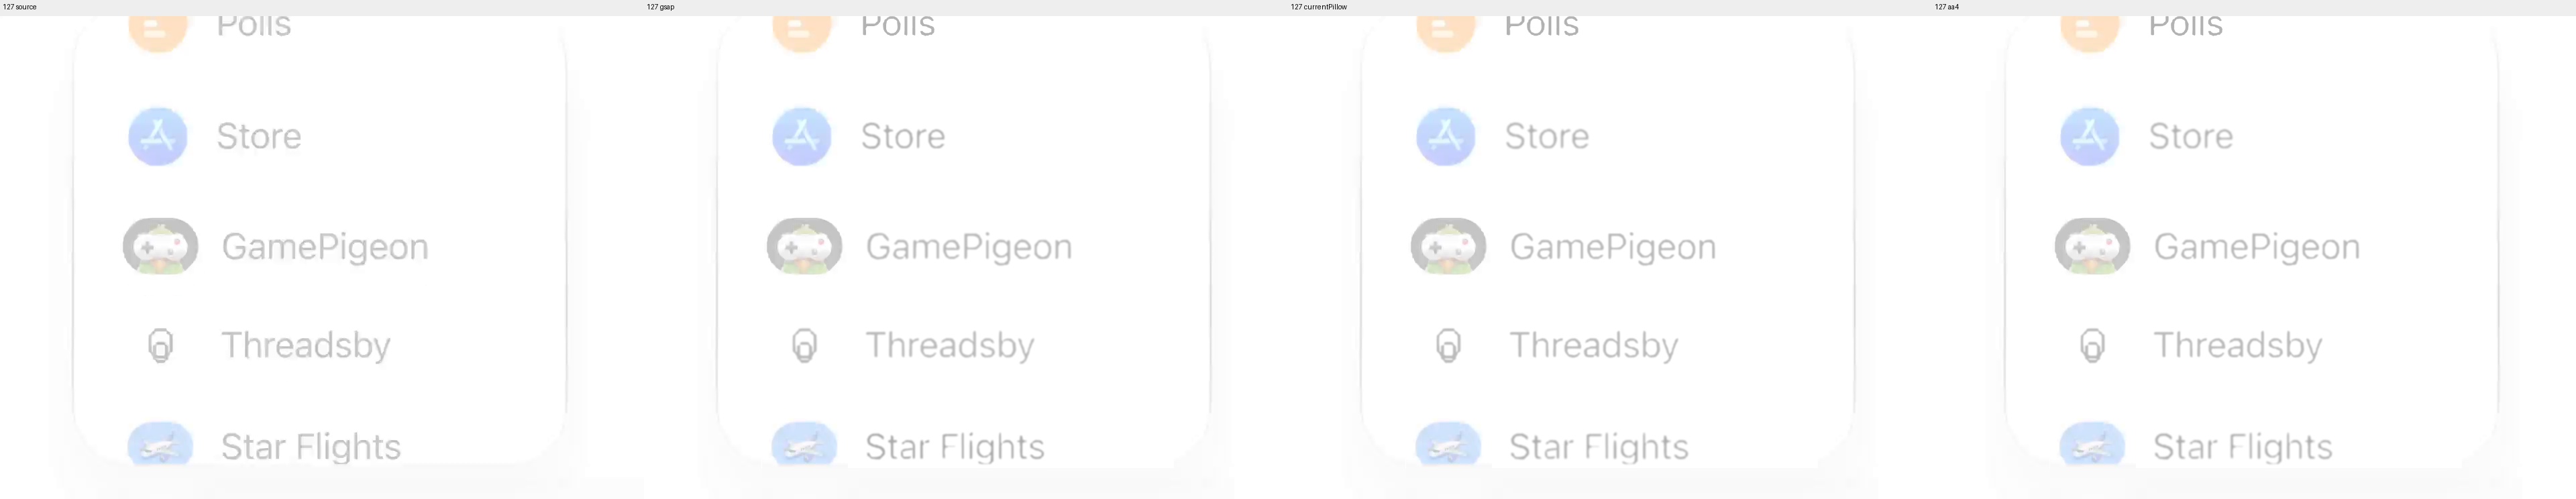 127 source
127 gsap
127 currentPillow
127 aa4
Polls
Store
GamePigeon
Threadsby
Star Flights
Polls
Store
GamePigeon
Threadsby
Star Flights
Polls
Store
GamePigeon
Threadsby
Star Flights
Polls
Store
GamePigeon
Threadsby
Star Flights